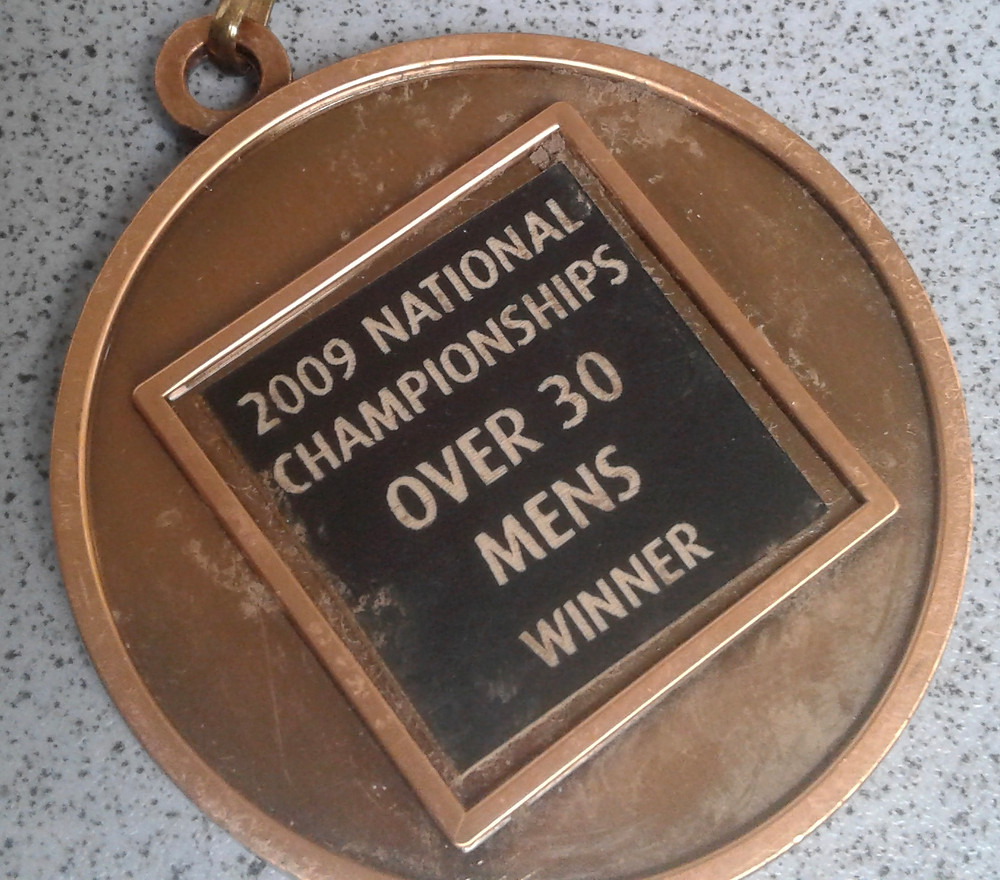 2009 NATIONAL
CHAMPIONSHIPS
OVER 30
MENS
WINNER